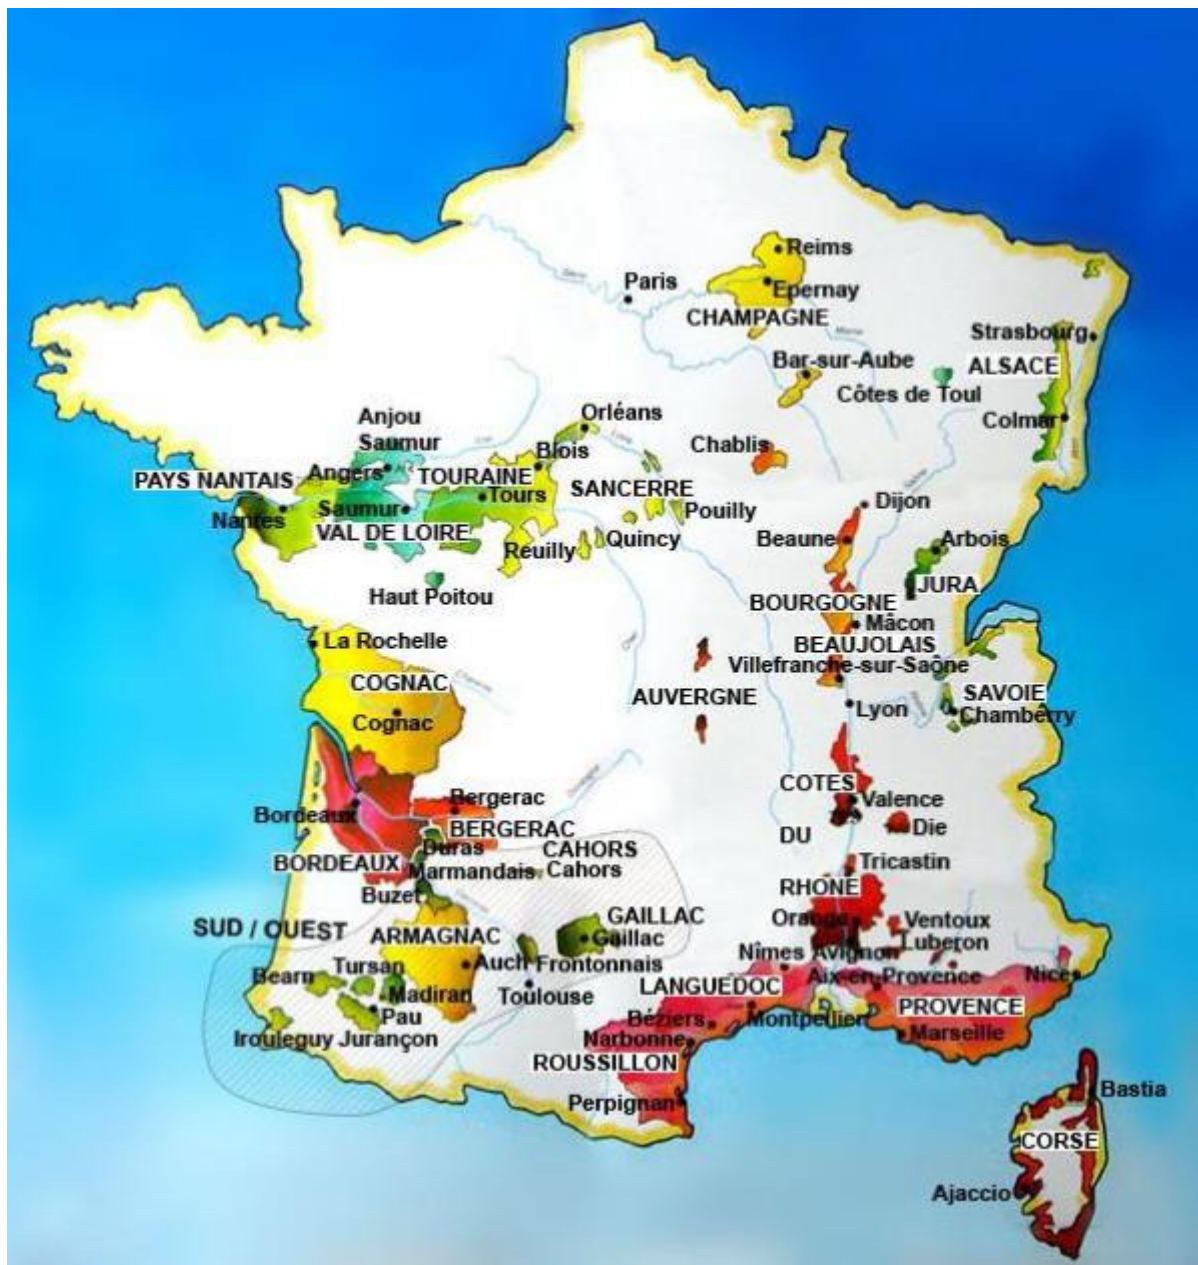 Reims
Paris
Epernay
CHAMPAGNE
Marne
Strasbourg
Bar-sur-Aube
ALSACE
Côtes de Toul
Anjou
Saumur
Orléans
Colmar
Chablis
Blois
PAYS NANTAIS
Angers
TOURAINE
Tours
SANCERRE
Dijon
Nantes
Saumur
Pouilly
VAL DE LOIRE
Reuilly
Quincy
Beaune
Arbois
Haut Poitou
JURA
BOURGOGNE
Mâcon
La Rochelle
BEAUJOLAIS
Villefranche-sur-Saône
COGNAC
AUVERGNE
SAVOIE
Cognac
Lyon
Chamberry
COTES
Bergerac
Valence
Bordeaux
BERGERAC
DU
Die
Duras
CAHORS
BORDEAUX
Marmandais
Cahors
Tricastin
Buzet
RHONE
SUD / OUEST
ARMAGNAC
GAILLAC
Gaillac
Orange
Ventoux
Luberon
Bearn
Tursan
Auch
Frontonnais
Nîmes
Avignon
Madiran
Toulouse
LANGUEDOC
Aix-en-Provence
Nice
Pau
PROVENCE
Irouleguy
Jurançon
Béziers
Montpellier
Narbonne
Marseille
ROUSSILLON
Perpignan
Bastia
CORSE
Ajaccio